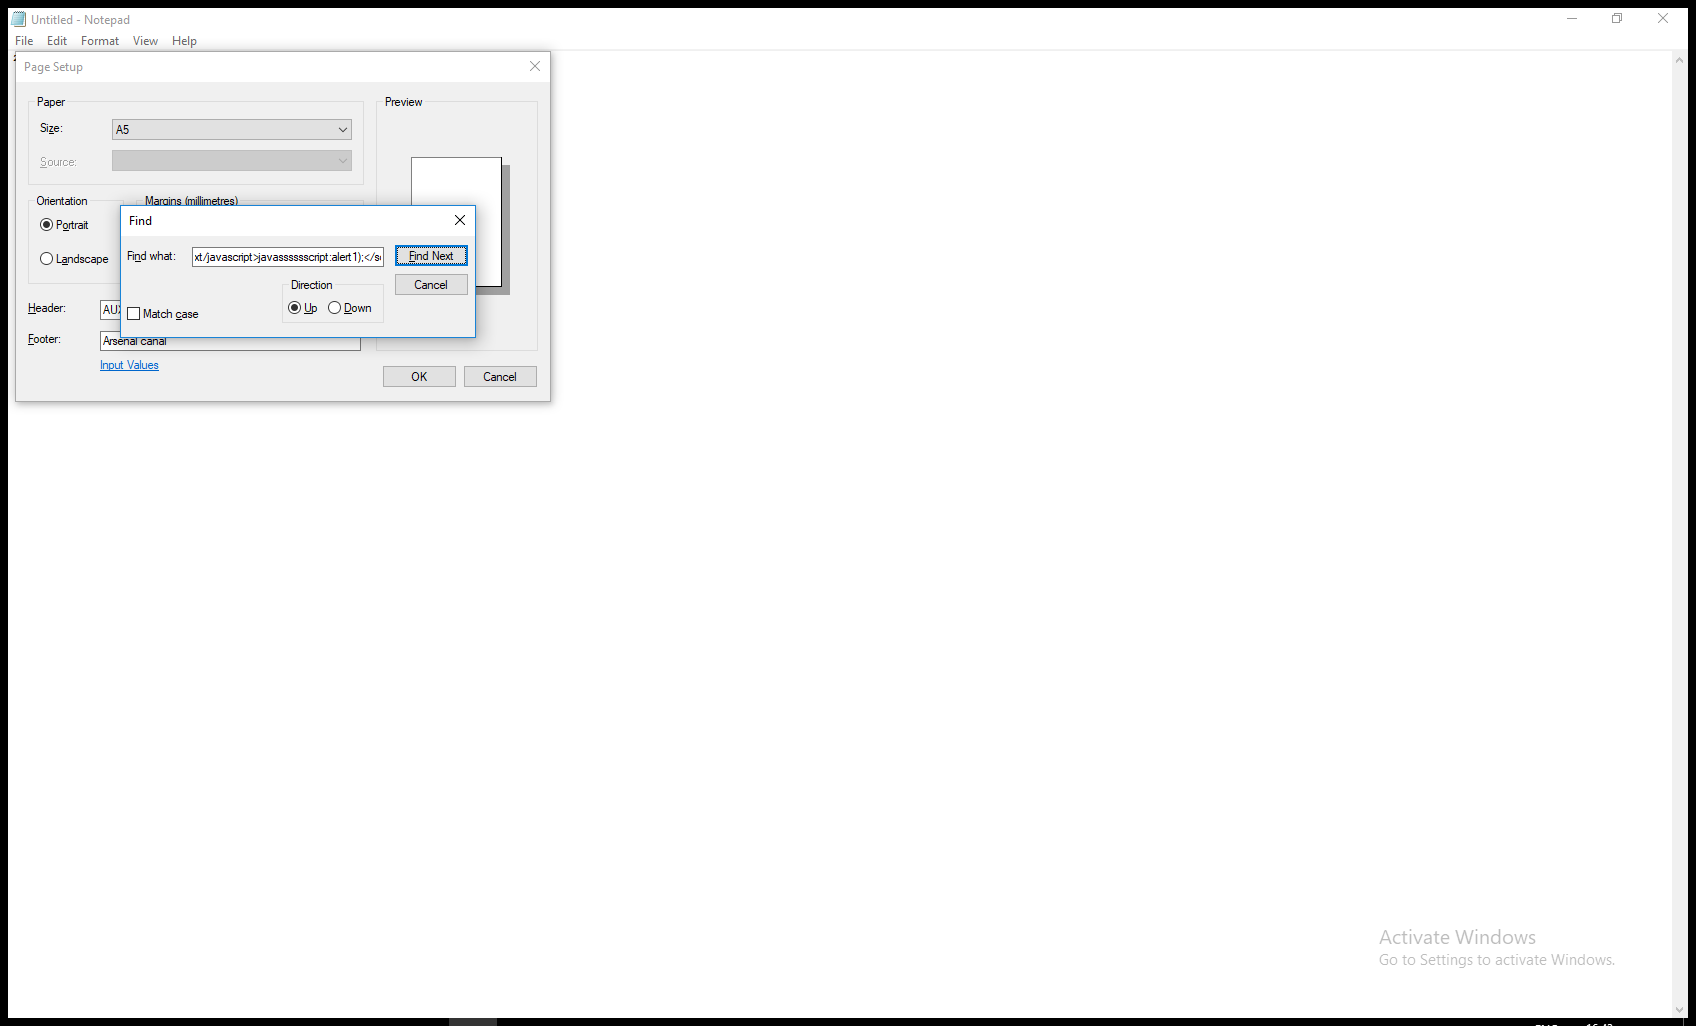 Untitled - Notepad
File Edit Format View Help
Page Setup
Paper
Size: A5
Source:
Preview
Orientation
Portrait
Landscape
Margins (millimetres)
Find
Find what: xt/javascript>javasssssscript:alert1);</s
Find Next
Cancel
Direction
Up Down
Match case
Header: AU
Footer: Arsenal canal
Input Values
OK Cancel
Activate Windows
Go to Settings to activate Windows.